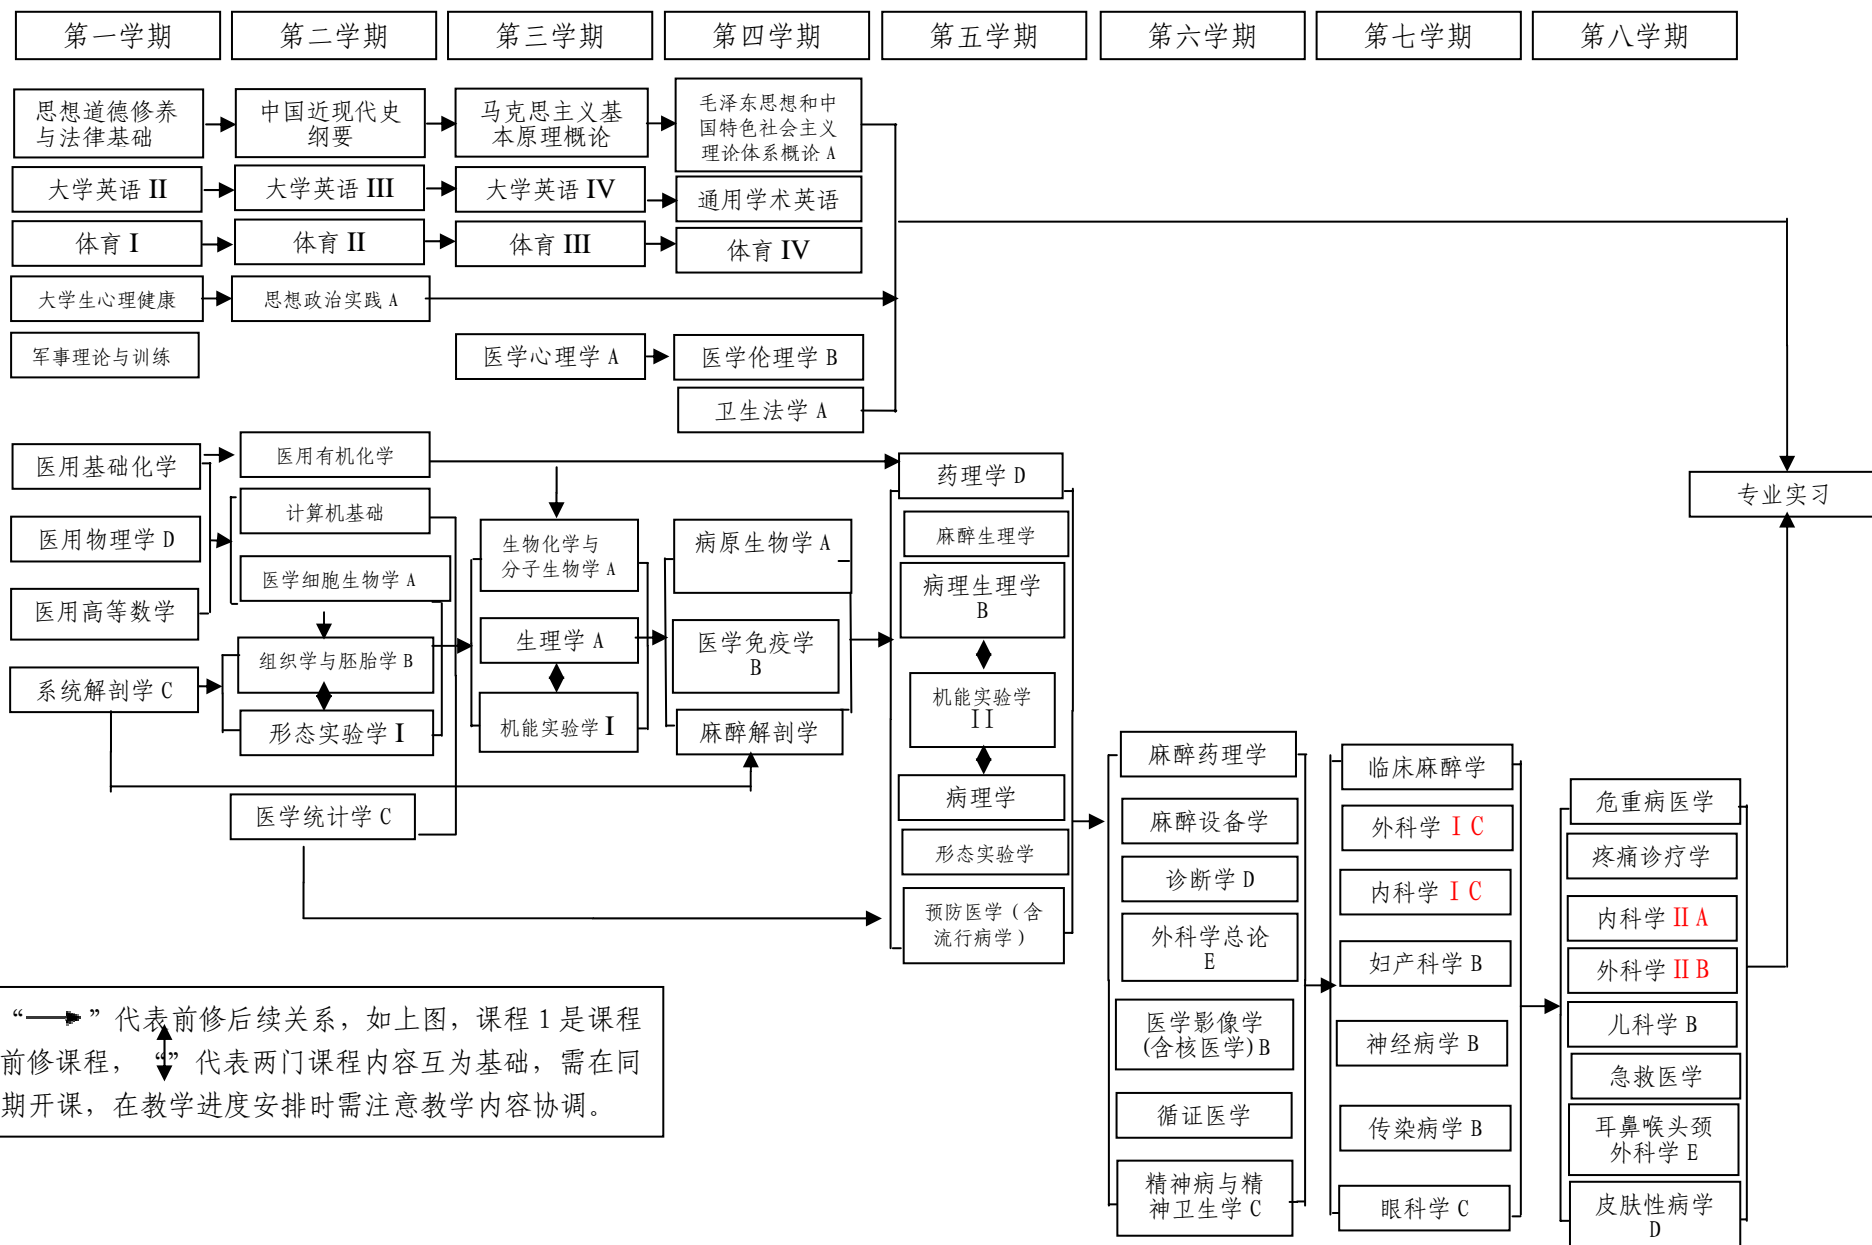 第一学期
第二学期
第三学期
第四学期
第五学期
第六学期
第七学期
第八学期
思想道德修养
与法律基础
中国近现代史
纲要
马克思主义基
本原理概论
毛泽东思想和中
国特色社会主义
理论体系概论 A
大学英语 II
大学英语 III
大学英语 IV
通用学术英语
体育 I
体育 II
体育 III
体育 IV
大学生心理健康
思想政治实践 A
军事理论与训练
医学心理学 A
医学伦理学 B
卫生法学 A
医用基础化学
医用有机化学
药理学 D
专业实习
计算机基础
医用物理学 D
生物化学与
分子生物学 A
病原生物学 A
麻醉生理学
医学细胞生物学 A
病理生理学
B
医用高等数学
组织学与胚胎学 B
生理学 A
医学免疫学
B
系统解剖学 C
机能实验学
II
形态实验学 I
机能实验学 I
麻醉解剖学
病理学
医学统计学 C
形态实验学
预防医学（含
流行病学）
麻醉药理学
麻醉设备学
诊断学 D
外科学总论
E
医学影像学
(含核医学)B
循证医学
精神病与精
神卫生学 C
临床麻醉学
外科学 I C
内科学 I C
妇产科学 B
神经病学 B
传染病学 B
眼科学 C
危重病医学
疼痛诊疗学
内科学 II A
外科学 II B
儿科学 B
急救医学
耳鼻喉头颈
外科学 E
皮肤性病学
D
“ ”代表前修后续关系，如上图，课程 1 是课程
前修课程，“”代表两门课程内容互为基础，需在同
期开课，在教学进度安排时需注意教学内容协调。